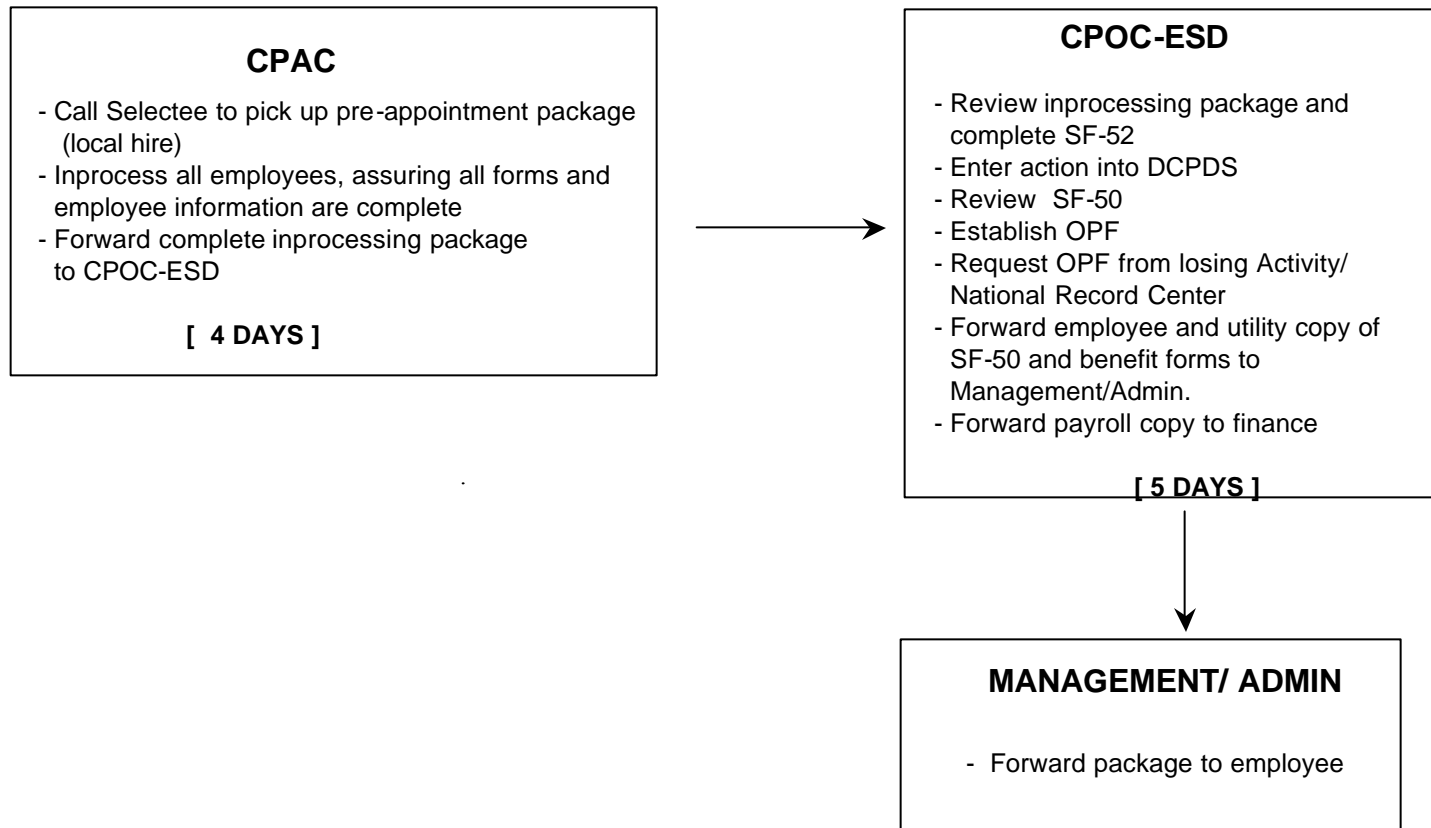 CPAC
- Call Selectee to pick up pre-appointment package
(local hire)
- Inprocess all employees, assuring all forms and
employee information are complete
- Forward complete inprocessing package
to CPOC-ESD
[ 4 DAYS ]
CPOC-ESD
- Review inprocessing package and
complete SF-52
- Enter action into DCPDS
- Review SF-50
- Establish OPF
- Request OPF from losing Activity/
National Record Center
- Forward employee and utility copy of
SF-50 and benefit forms to
Management/Admin.
- Forward payroll copy to finance
[ 5 DAYS ]
MANAGEMENT/ ADMIN
- Forward package to employee